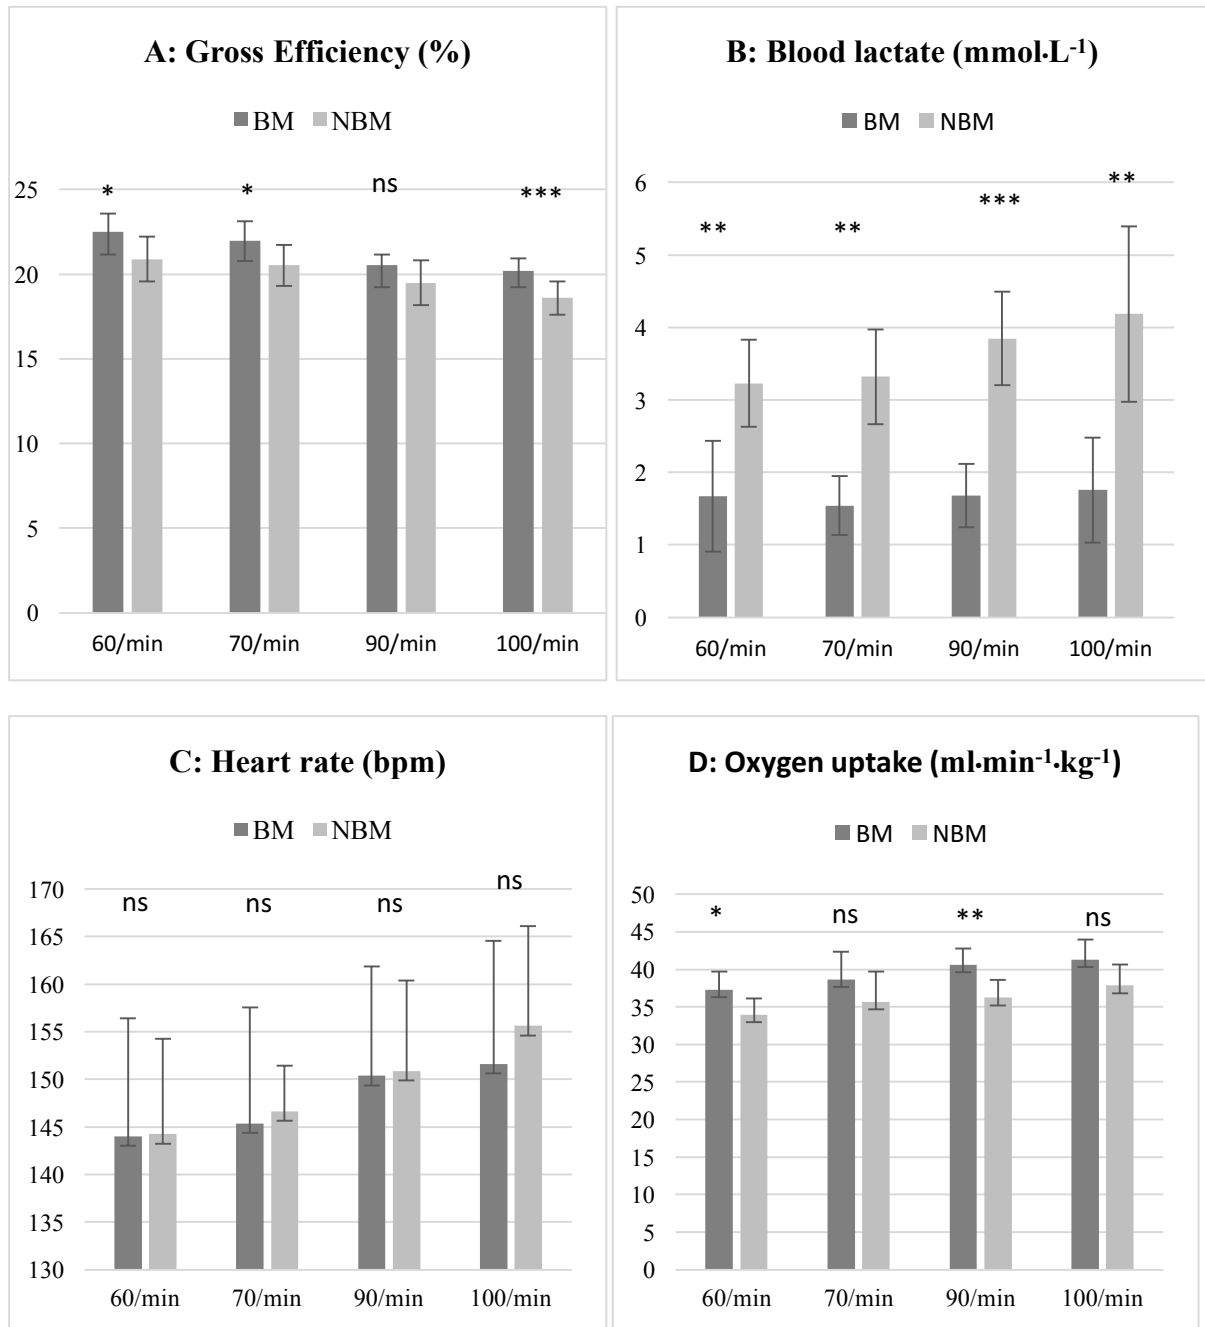 A: Gross Efficiency (%)
BM NBM
* * ns ***
25
20
15
10
5
0
60/min 70/min 90/min 100/min
B: Blood lactate (mmol·L⁻¹)
BM NBM
** ** *** **
6
5
4
3
2
1
0
60/min 70/min 90/min 100/min
C: Heart rate (bpm)
BM NBM
ns ns ns ns
170
165
160
155
150
145
140
135
130
60/min 70/min 90/min 100/min
D: Oxygen uptake (ml·min⁻¹·kg⁻¹)
BM NBM
* ns ** ns
50
45
40
35
30
25
20
15
10
5
0
60/min 70/min 90/min 100/min